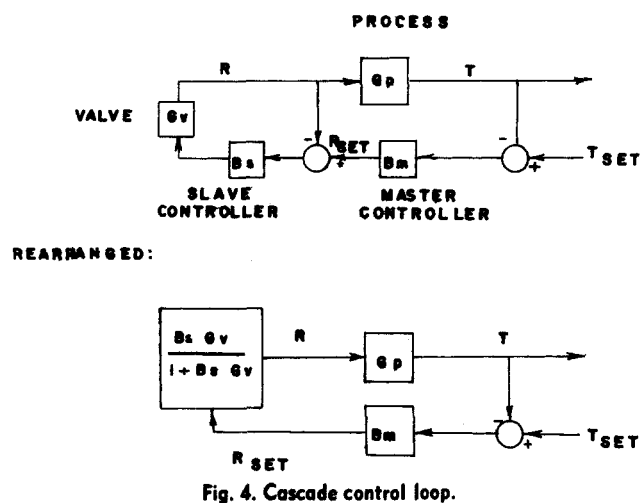 PROCESS
R
Gp
T
VALVE
Gv
-
-
RSET
Bs
+
Bm
+
TSET
SLAVE
CONTROLLER
MASTER
CONTROLLER
REARRANGED:
Bs Gv
1 + Bs Gv
R
Gp
T
-
Bm
+
TSET
RSET
Fig. 4. Cascade control loop.